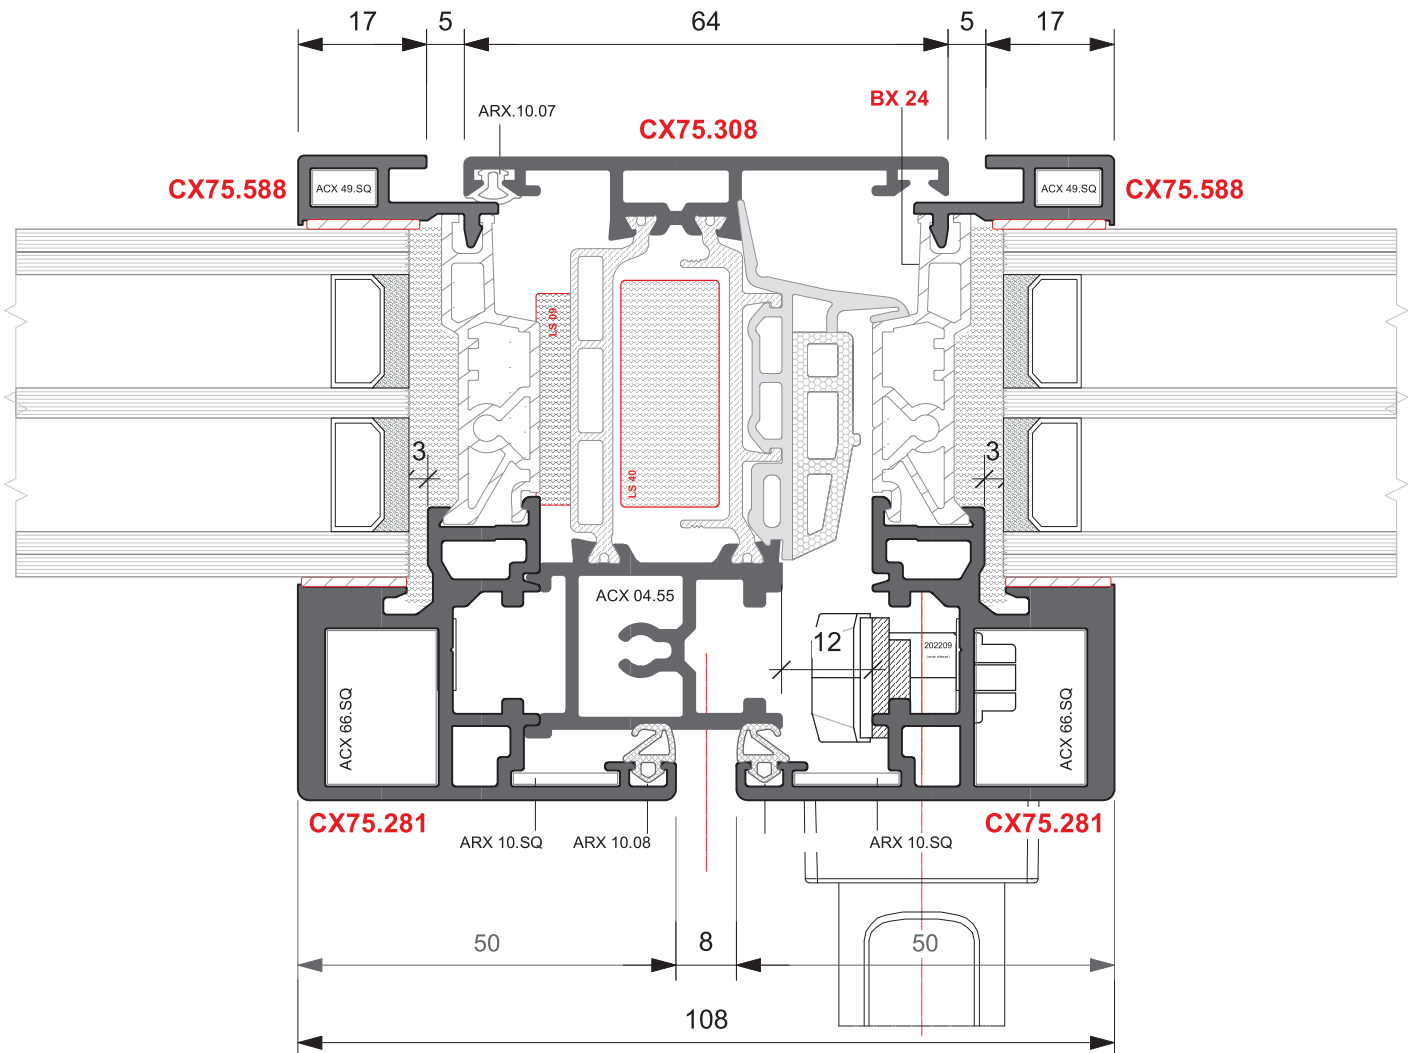 17 5 64 5 17
ARX.10.07
BX 24
CX75.308
CX75.588
ACX 49.SQ
ACX 49.SQ
CX75.588
LS 09
LS 40
3
3
ACX 04.55
12
202209
ACX 66.SQ
ACX 66.SQ
CX75.281
CX75.281
ARX 10.SQ
ARX 10.08
ARX 10.SQ
50 8 50
108